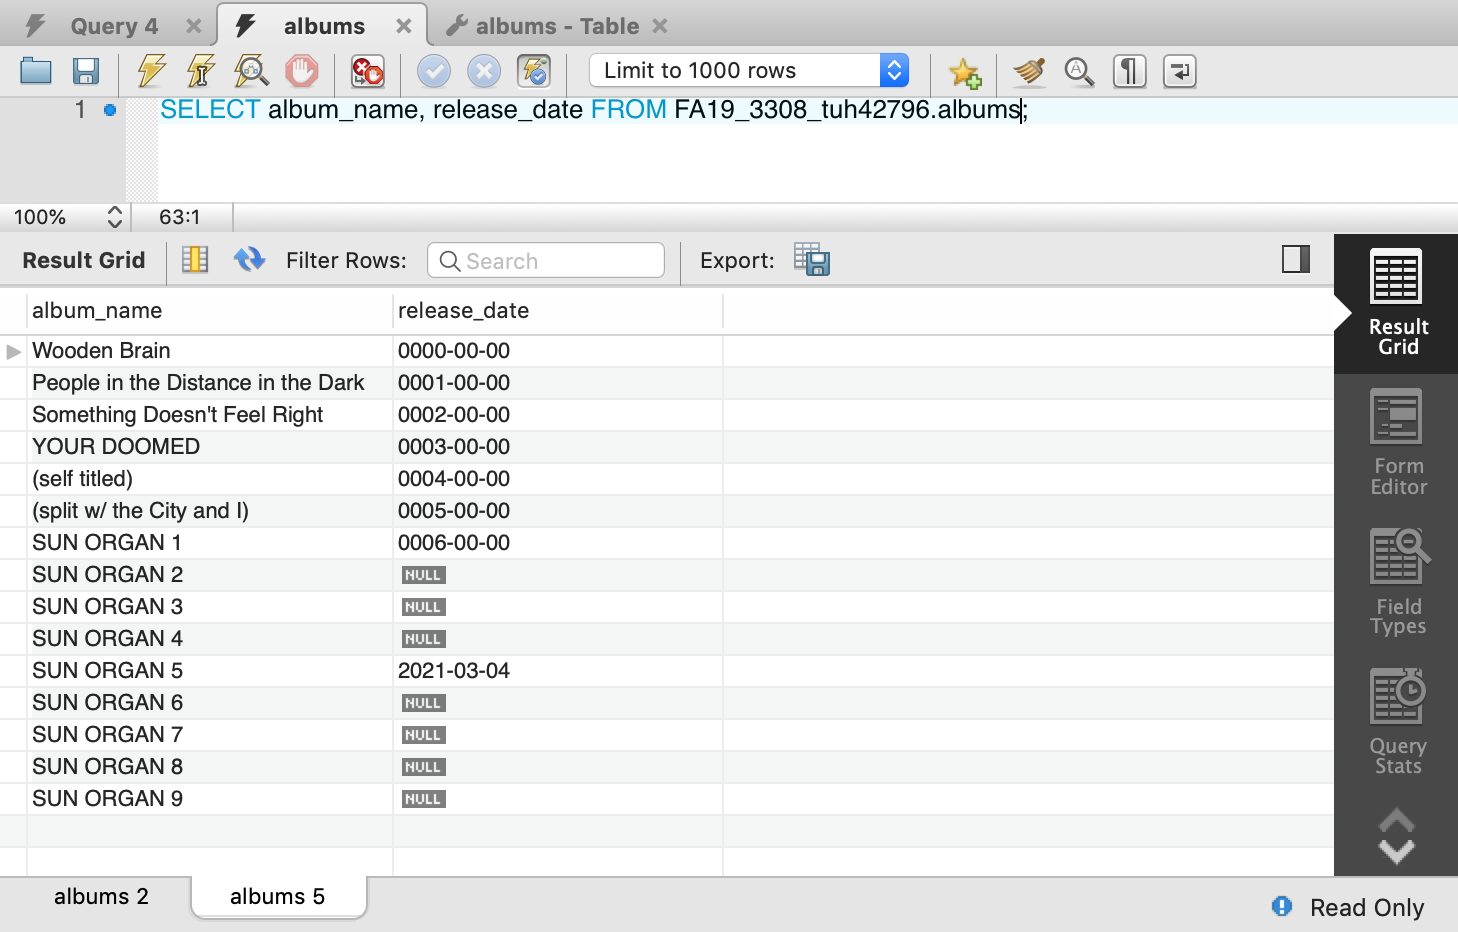 Query 4 albums albums - Table
Limit to 1000 rows
1 SELECT album_name, release_date FROM FA19_3308_tuh42796.albums;
100% 63:1
Result Grid Filter Rows: Search Export:
album_name release_date
Wooden Brain 0000-00-00
People in the Distance in the Dark 0001-00-00
Something Doesn't Feel Right 0002-00-00
YOUR DOOMED 0003-00-00
(self titled) 0004-00-00
(split w/ the City and I) 0005-00-00
SUN ORGAN 1 0006-00-00
SUN ORGAN 2 NULL
SUN ORGAN 3 NULL
SUN ORGAN 4 NULL
SUN ORGAN 5 2021-03-04
SUN ORGAN 6 NULL
SUN ORGAN 7 NULL
SUN ORGAN 8 NULL
SUN ORGAN 9 NULL
Result
Grid
Form
Editor
Field
Types
Query
Stats
albums 2 albums 5 Read Only